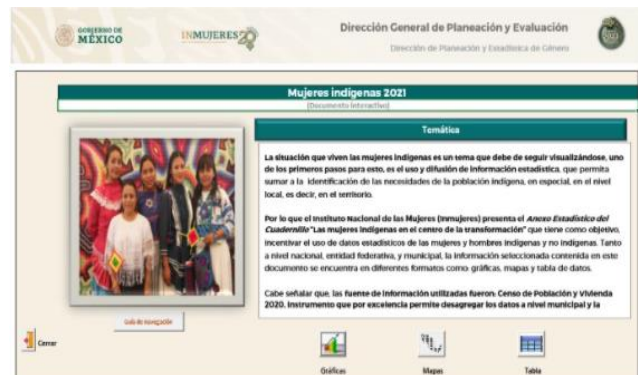 GOBIERNO DE
MÉXICO
INMUJERES
Dirección General de Planeación y Evaluación
Dirección de Planeación y Estadística de Género
Mujeres indígenas 2021
(Documento Interactivo)
Temática
La situación que viven las mujeres indígenas es un tema que debe de seguir visualizándose, uno
de los primeros pasos para esto, es el uso y difusión de información estadística, que permita
sumar a la identificación de las necesidades de la población indígena, en especial, en el nivel
local, es decir, en el territorio.
Por lo que el Instituto Nacional de las Mujeres (Inmujeres) presenta el Anexo Estadístico del
Cuadernillo "Las mujeres indígenas en el centro de la transformación" que tiene como objetivo,
incentivar el uso de datos estadísticos de las mujeres y hombres indígenas y no indígenas. Tanto
a nivel nacional, entidad federativa, y municipal, la información seleccionada contenida en este
documento se encuentra en diferentes formatos como: gráficas, mapas y tabla de datos.
Cabe señalar que, las fuente de información utilizadas fueron: Censo de Población y Vivienda
2020. Instrumento que por excelencia permite desagregar los datos a nivel municipal y la
Guía de navegación
Cerrar
Gráficas
Mapas
Tabla